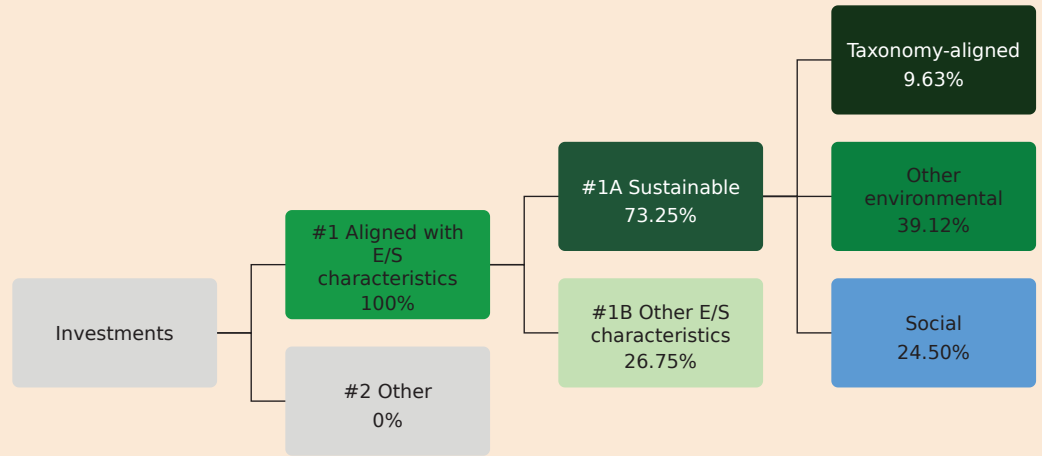 Investments
#1 Aligned with
E/S
characteristics
100%
#2 Other
0%
#1A Sustainable
73.25%
#1B Other E/S
characteristics
26.75%
Taxonomy-aligned
9.63%
Other
environmental
39.12%
Social
24.50%